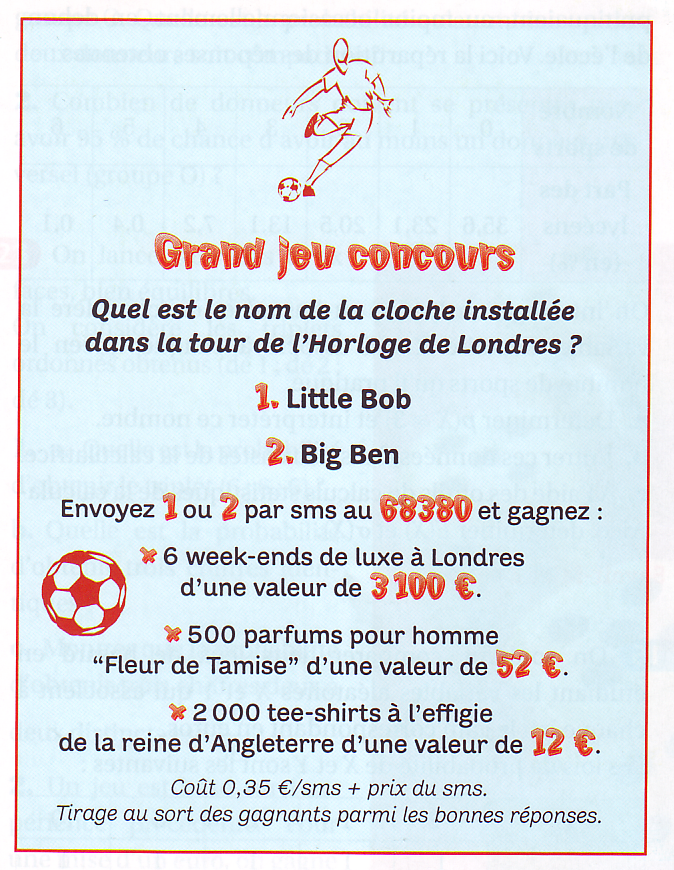 Grand jeu concours
Quel est le nom de la cloche installée
dans la tour de l'Horloge de Londres ?
1. Little Bob
2. Big Ben
Envoyez 1 ou 2 par sms au 68380 et gagnez :
× 6 week-ends de luxe à Londres
d'une valeur de 3 100 €.
× 500 parfums pour homme
“Fleur de Tamise” d'une valeur de 52 €.
× 2 000 tee-shirts à l'effigie
de la reine d'Angleterre d'une valeur de 12 €.
Coût 0,35 €/sms + prix du sms.
Tirage au sort des gagnants parmi les bonnes réponses.